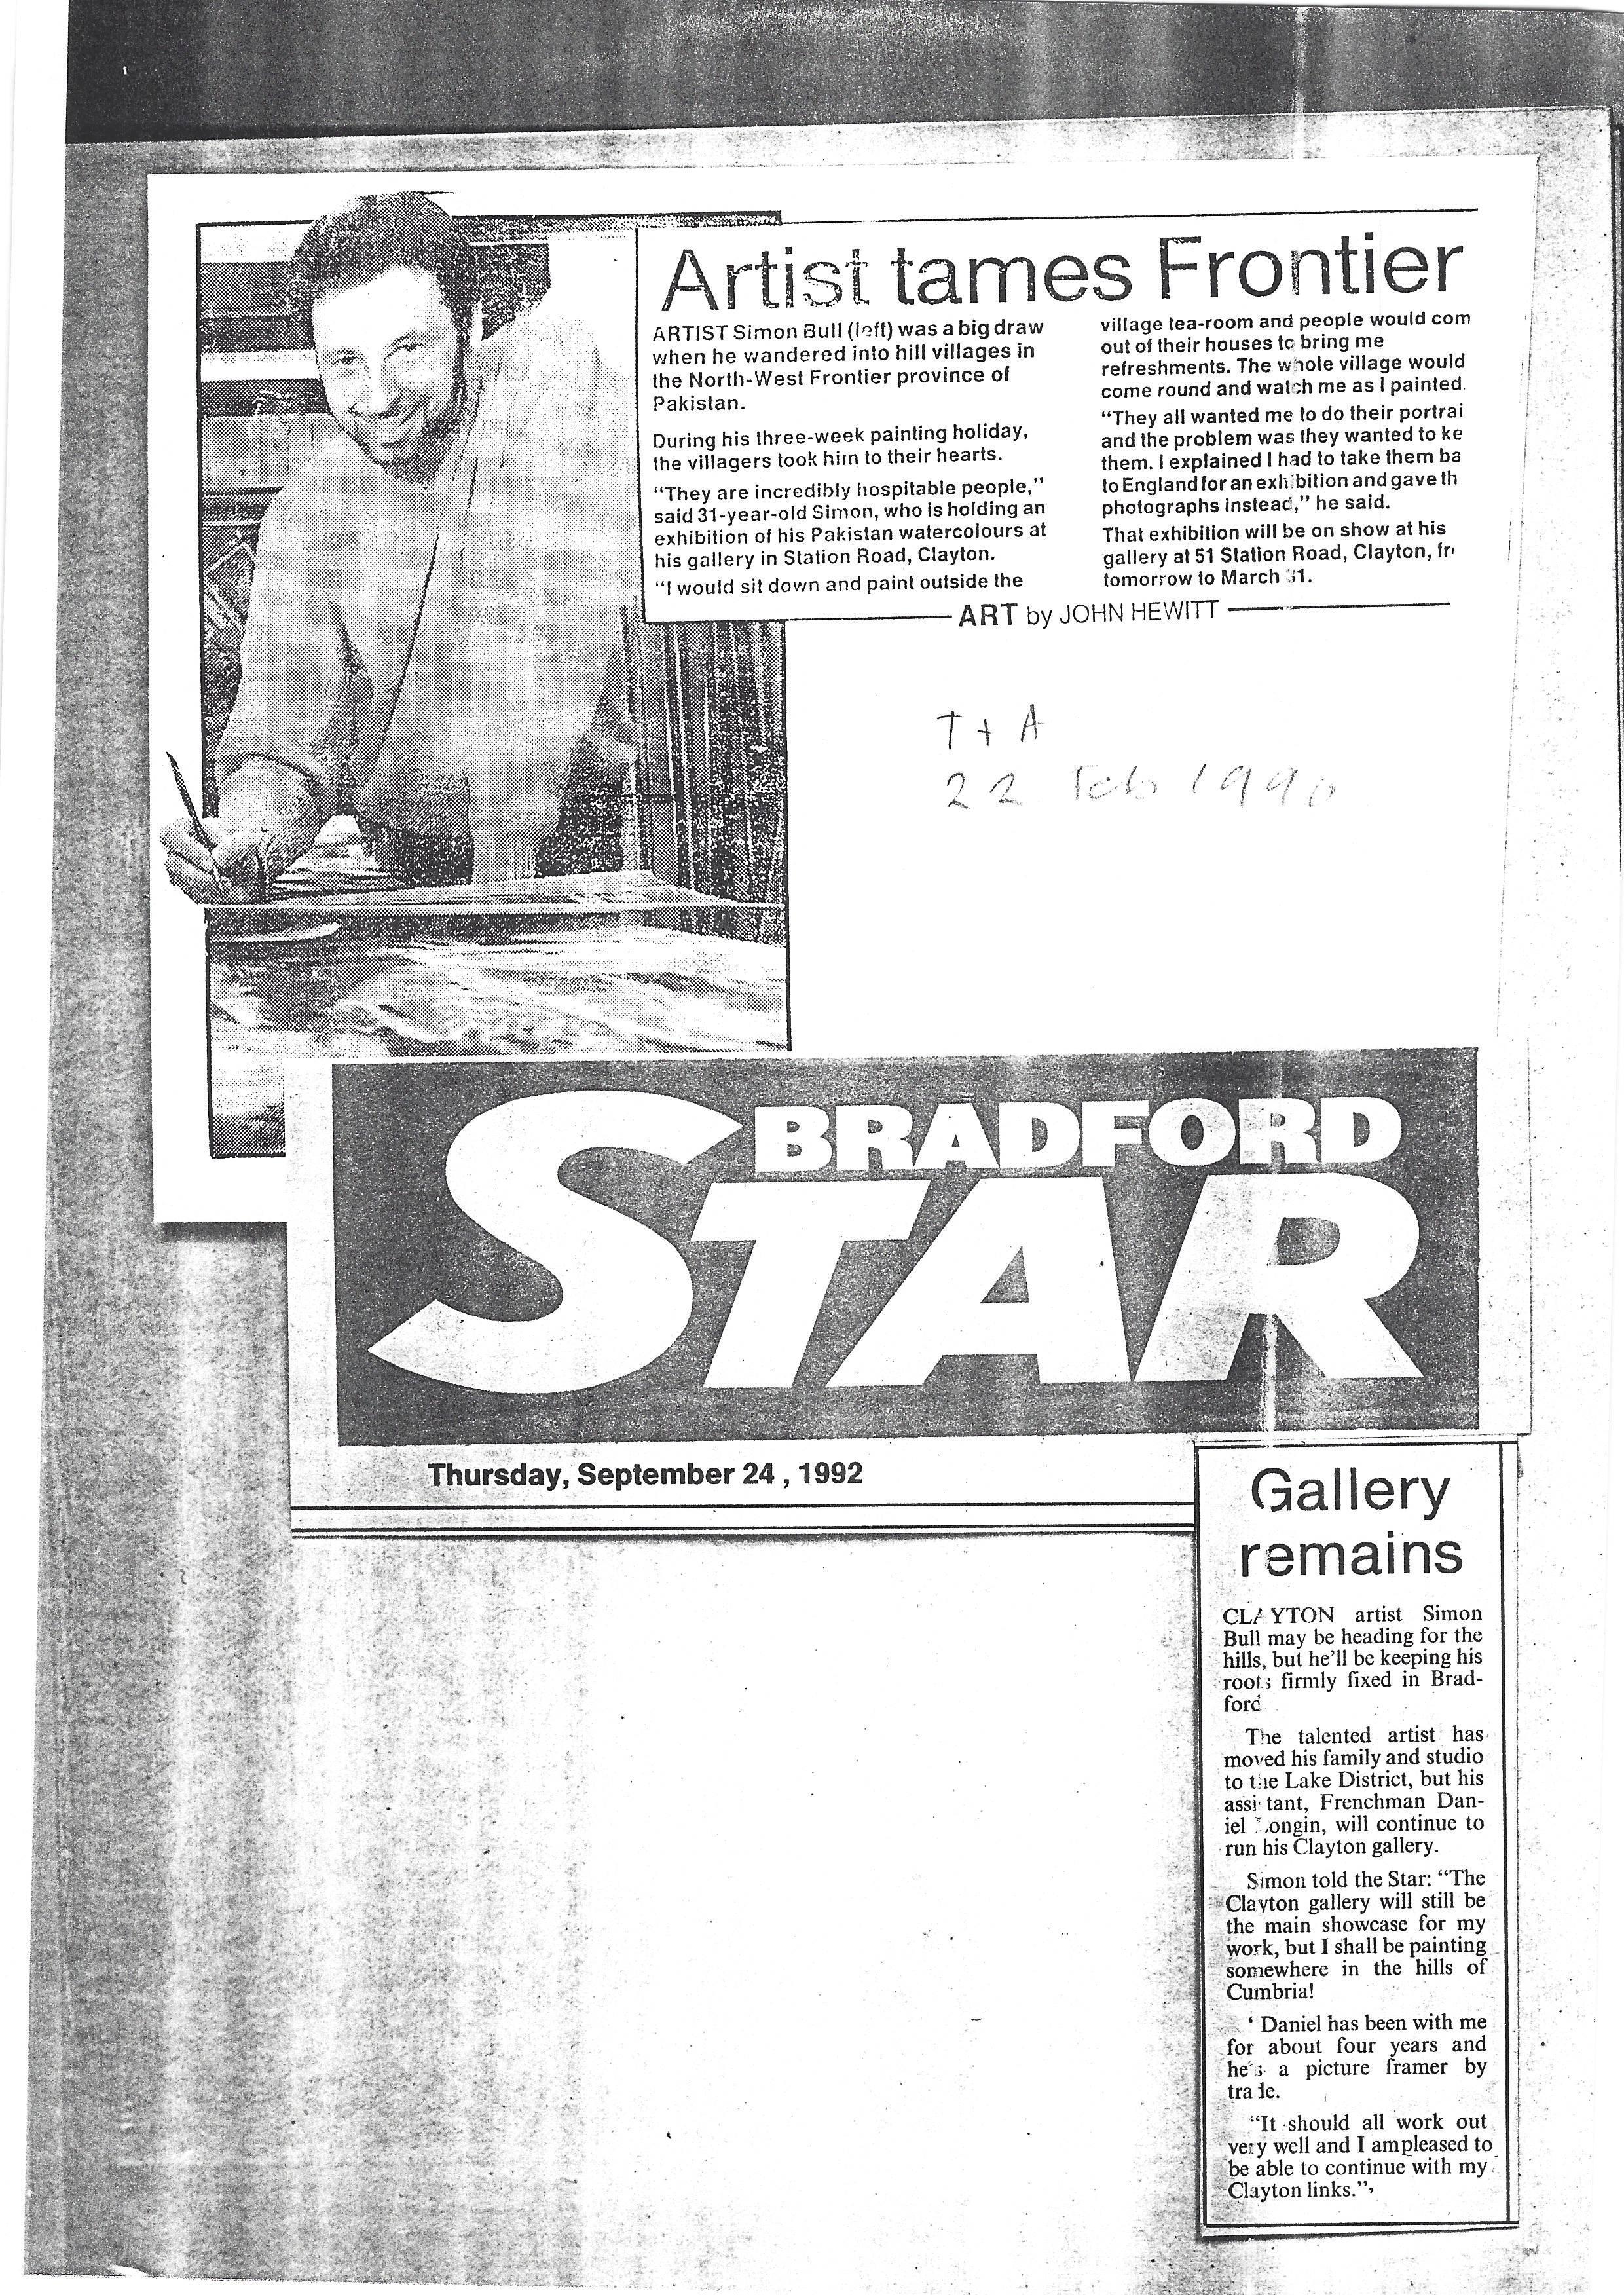 Artist tames Frontier
ARTIST Simon Bull (left) was a big draw
when he wandered into hill villages in
the North-West Frontier province of
Pakistan.
During his three-week painting holiday,
the villagers took him to their hearts.
“They are incredibly hospitable people,”
said 31-year-old Simon, who is holding an
exhibition of his Pakistan watercolours at
his gallery in Station Road, Clayton.
“I would sit down and paint outside the
village tea-room and people would com
out of their houses to bring me
refreshments. The whole village would
come round and watch me as I painted.
“They all wanted me to do their portrai
and the problem was they wanted to ke
them. I explained I had to take them ba
to England for an exhibition and gave th
photographs instead,” he said.
That exhibition will be on show at his
gallery at 51 Station Road, Clayton, fr
tomorrow to March 31.
ART by JOHN HEWITT
T + A
22 Feb 1990
BRADFORD
STAR
Thursday, September 24, 1992
Gallery
remains
CLAYTON artist Simon
Bull may be heading for the
hills, but he'll be keeping his
roots firmly fixed in Brad-
ford
The talented artist has
moved his family and studio
to the Lake District, but his
assistant, Frenchman Dan-
iel Longin, will continue to
run his Clayton gallery.
Simon told the Star: “The
Clayton gallery will still be
the main showcase for my
work, but I shall be painting
somewhere in the hills of
Cumbria!
‘ Daniel has been with me
for about four years and
he's a picture framer by
trade.
“It should all work out
very well and I am pleased to
be able to continue with my
Clayton links.”